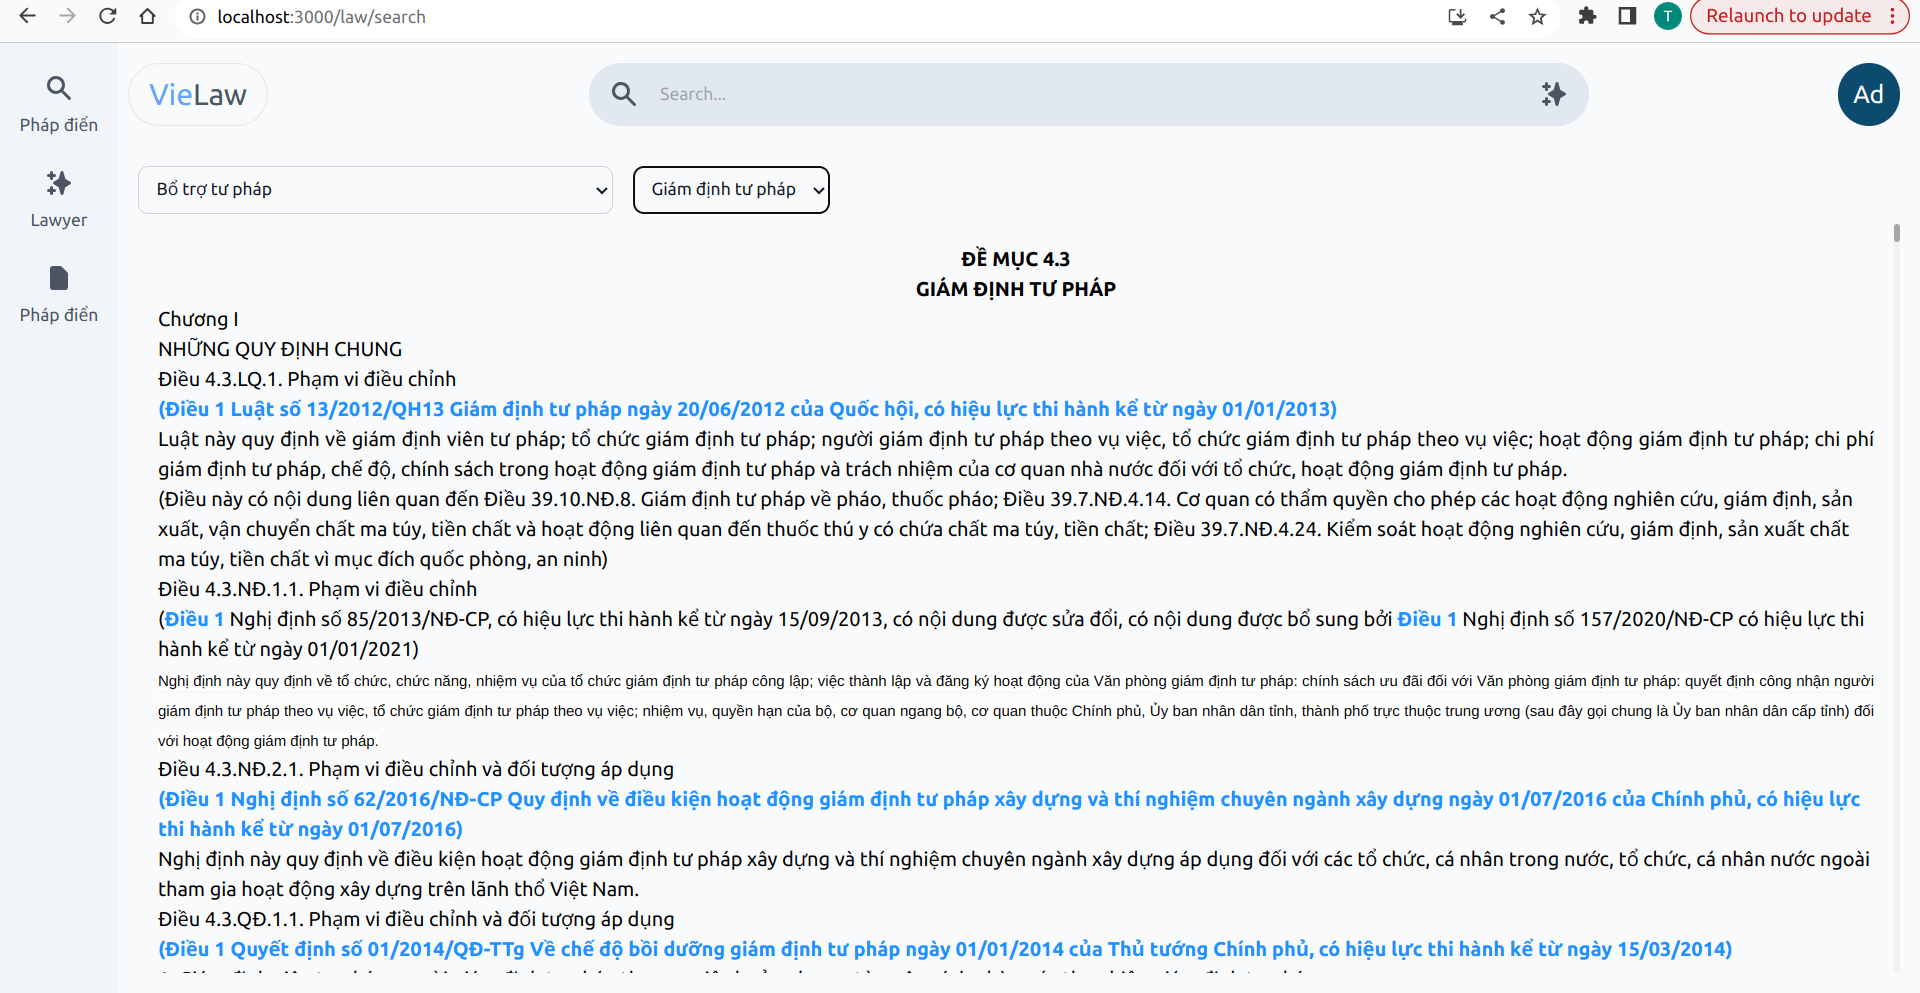 localhost:3000/law/search
T
Relaunch to update
Pháp điển
Lawyer
Pháp điển
VieLaw
Search...
Ad
Bổ trợ tư pháp
Giám định tư pháp
ĐỀ MỤC 4.3
GIÁM ĐỊNH TƯ PHÁP
Chương I
NHỮNG QUY ĐỊNH CHUNG
Điều 4.3.LQ.1. Phạm vi điều chỉnh
(Điều 1 Luật số 13/2012/QH13 Giám định tư pháp ngày 20/06/2012 của Quốc hội, có hiệu lực thi hành kể từ ngày 01/01/2013)
Luật này quy định về giám định viên tư pháp; tổ chức giám định tư pháp; người giám định tư pháp theo vụ việc, tổ chức giám định tư pháp theo vụ việc; hoạt động giám định tư pháp; chi phí
giám định tư pháp, chế độ, chính sách trong hoạt động giám định tư pháp và trách nhiệm của cơ quan nhà nước đối với tổ chức, hoạt động giám định tư pháp.
(Điều này có nội dung liên quan đến Điều 39.10.NĐ.8. Giám định tư pháp về pháo, thuốc pháo; Điều 39.7.NĐ.4.14. Cơ quan có thẩm quyền cho phép các hoạt động nghiên cứu, giám định, sản
xuất, vận chuyển chất ma túy, tiền chất và hoạt động liên quan đến thuốc thú y có chứa chất ma túy, tiền chất; Điều 39.7.NĐ.4.24. Kiểm soát hoạt động nghiên cứu, giám định, sản xuất chất
ma túy, tiền chất vì mục đích quốc phòng, an ninh)
Điều 4.3.NĐ.1.1. Phạm vi điều chỉnh
(Điều 1 Nghị định số 85/2013/NĐ-CP, có hiệu lực thi hành kể từ ngày 15/09/2013, có nội dung được sửa đổi, có nội dung được bổ sung bởi Điều 1 Nghị định số 157/2020/NĐ-CP có hiệu lực thi
hành kể từ ngày 01/01/2021)
Nghị định này quy định về tổ chức, chức năng, nhiệm vụ của tổ chức giám định tư pháp công lập; việc thành lập và đăng ký hoạt động của Văn phòng giám định tư pháp: chính sách ưu đãi đối với Văn phòng giám định tư pháp: quyết định công nhận người
giám định tư pháp theo vụ việc, tổ chức giám định tư pháp theo vụ việc; nhiệm vụ, quyền hạn của bộ, cơ quan ngang bộ, cơ quan thuộc Chính phủ, Ủy ban nhân dân tỉnh, thành phố trực thuộc trung ương (sau đây gọi chung là Ủy ban nhân dân cấp tỉnh) đối
với hoạt động giám định tư pháp.
Điều 4.3.NĐ.2.1. Phạm vi điều chỉnh và đối tượng áp dụng
(Điều 1 Nghị định số 62/2016/NĐ-CP Quy định về điều kiện hoạt động giám định tư pháp xây dựng và thí nghiệm chuyên ngành xây dựng ngày 01/07/2016 của Chính phủ, có hiệu lực
thi hành kể từ ngày 01/07/2016)
Nghị định này quy định về điều kiện hoạt động giám định tư pháp xây dựng và thí nghiệm chuyên ngành xây dựng áp dụng đối với các tổ chức, cá nhân trong nước, tổ chức, cá nhân nước ngoài
tham gia hoạt động xây dựng trên lãnh thổ Việt Nam.
Điều 4.3.QĐ.1.1. Phạm vi điều chỉnh và đối tượng áp dụng
(Điều 1 Quyết định số 01/2014/QĐ-TTg Về chế độ bồi dưỡng giám định tư pháp ngày 01/01/2014 của Thủ tướng Chính phủ, có hiệu lực thi hành kể từ ngày 15/03/2014)